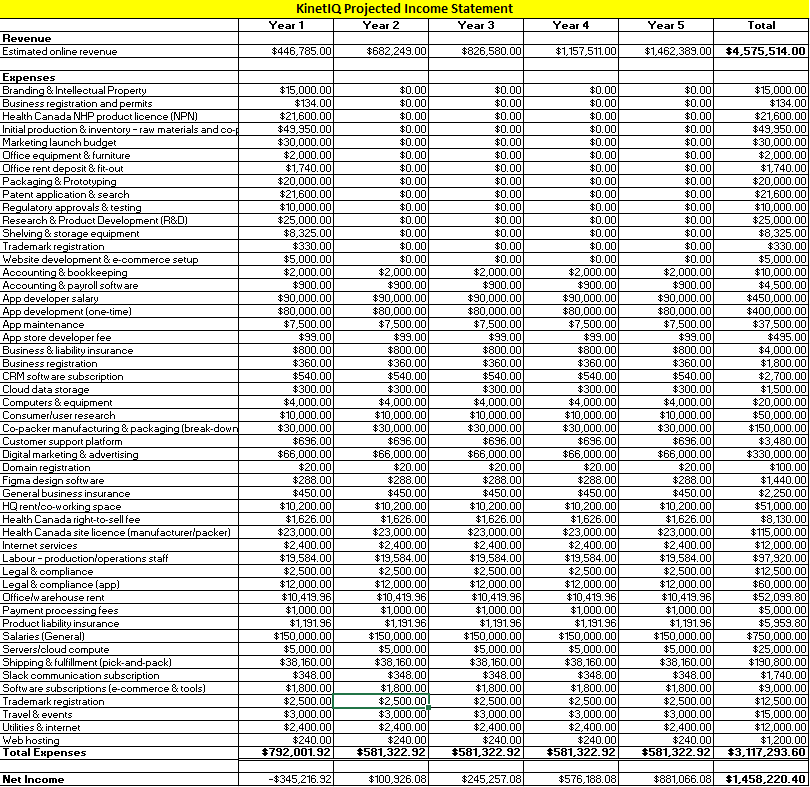 KinetIQ Projected Income Statement
Year 1 Year 2 Year 3 Year 4 Year 5 Total
Revenue
Estimated online revenue $446,785.00 $682,249.00 $826,580.00 $1,157,511.00 $1,462,389.00 $4,575,514.00
Expenses
Branding & Intellectual Property $15,000.00 $0.00 $0.00 $0.00 $0.00 $15,000.00
Business registration and permits $134.00 $0.00 $0.00 $0.00 $0.00 $134.00
Health Canada NHP product licence (NPN) $21,600.00 $0.00 $0.00 $0.00 $0.00 $21,600.00
Initial production & inventory - raw materials and co-p $49,950.00 $0.00 $0.00 $0.00 $0.00 $49,950.00
Marketing launch budget $30,000.00 $0.00 $0.00 $0.00 $0.00 $30,000.00
Office equipment & furniture $2,000.00 $0.00 $0.00 $0.00 $0.00 $2,000.00
Office rent deposit & fit-out $1,740.00 $0.00 $0.00 $0.00 $0.00 $1,740.00
Packaging & Prototyping $20,000.00 $0.00 $0.00 $0.00 $0.00 $20,000.00
Patent application & search $21,600.00 $0.00 $0.00 $0.00 $0.00 $21,600.00
Regulatory approvals & testing $10,000.00 $0.00 $0.00 $0.00 $0.00 $10,000.00
Research & Product Development (R&D) $25,000.00 $0.00 $0.00 $0.00 $0.00 $25,000.00
Shelving & storage equipment $8,325.00 $0.00 $0.00 $0.00 $0.00 $8,325.00
Trademark registration $330.00 $0.00 $0.00 $0.00 $0.00 $330.00
Website development & e-commerce setup $5,000.00 $0.00 $0.00 $0.00 $0.00 $5,000.00
Accounting & bookkeeping $2,000.00 $2,000.00 $2,000.00 $2,000.00 $2,000.00 $10,000.00
Accounting & payroll software $900.00 $900.00 $900.00 $900.00 $900.00 $4,500.00
App developer salary $90,000.00 $90,000.00 $90,000.00 $90,000.00 $90,000.00 $450,000.00
App development (one-time) $80,000.00 $80,000.00 $80,000.00 $80,000.00 $80,000.00 $400,000.00
App maintenance $7,500.00 $7,500.00 $7,500.00 $7,500.00 $7,500.00 $37,500.00
App store developer fee $99.00 $99.00 $99.00 $99.00 $99.00 $495.00
Business & liability insurance $800.00 $800.00 $800.00 $800.00 $800.00 $4,000.00
Business registration $360.00 $360.00 $360.00 $360.00 $360.00 $1,800.00
CRM software subscription $540.00 $540.00 $540.00 $540.00 $540.00 $2,700.00
Cloud data storage $300.00 $300.00 $300.00 $300.00 $300.00 $1,500.00
Computers & equipment $4,000.00 $4,000.00 $4,000.00 $4,000.00 $4,000.00 $20,000.00
Consumer/user research $10,000.00 $10,000.00 $10,000.00 $10,000.00 $10,000.00 $50,000.00
Co-packer manufacturing & packaging (break-down $30,000.00 $30,000.00 $30,000.00 $30,000.00 $30,000.00 $150,000.00
Customer support platform $696.00 $696.00 $696.00 $696.00 $696.00 $3,480.00
Digital marketing & advertising $66,000.00 $66,000.00 $66,000.00 $66,000.00 $66,000.00 $330,000.00
Domain registration $20.00 $20.00 $20.00 $20.00 $20.00 $100.00
Figma design software $288.00 $288.00 $288.00 $288.00 $288.00 $1,440.00
General business insurance $450.00 $450.00 $450.00 $450.00 $450.00 $2,250.00
HQ rent/co-working space $10,200.00 $10,200.00 $10,200.00 $10,200.00 $10,200.00 $51,000.00
Health Canada right-to-sell fee $1,626.00 $1,626.00 $1,626.00 $1,626.00 $1,626.00 $8,130.00
Health Canada site licence (manufacturer/packer) $23,000.00 $23,000.00 $23,000.00 $23,000.00 $23,000.00 $115,000.00
Internet services $2,400.00 $2,400.00 $2,400.00 $2,400.00 $2,400.00 $12,000.00
Labour - production/operations staff $19,584.00 $19,584.00 $19,584.00 $19,584.00 $19,584.00 $97,920.00
Legal & compliance $2,500.00 $2,500.00 $2,500.00 $2,500.00 $2,500.00 $12,500.00
Legal & compliance (app) $12,000.00 $12,000.00 $12,000.00 $12,000.00 $12,000.00 $60,000.00
Office/warehouse rent $10,419.96 $10,419.96 $10,419.96 $10,419.96 $10,419.96 $52,099.80
Payment processing fees $1,000.00 $1,000.00 $1,000.00 $1,000.00 $1,000.00 $5,000.00
Product liability insurance $1,191.96 $1,191.96 $1,191.96 $1,191.96 $1,191.96 $5,959.80
Salaries (General) $150,000.00 $150,000.00 $150,000.00 $150,000.00 $150,000.00 $750,000.00
Servers/cloud compute $5,000.00 $5,000.00 $5,000.00 $5,000.00 $5,000.00 $25,000.00
Shipping & fulfillment (pick-and-pack) $38,160.00 $38,160.00 $38,160.00 $38,160.00 $38,160.00 $190,800.00
Slack communication subscription $348.00 $348.00 $348.00 $348.00 $348.00 $1,740.00
Software subscriptions (e-commerce & tools) $1,800.00 $1,800.00 $1,800.00 $1,800.00 $1,800.00 $9,000.00
Trademark registration $2,500.00 $2,500.00 $2,500.00 $2,500.00 $2,500.00 $12,500.00
Travel & events $3,000.00 $3,000.00 $3,000.00 $3,000.00 $3,000.00 $15,000.00
Utilities & internet $2,400.00 $2,400.00 $2,400.00 $2,400.00 $2,400.00 $12,000.00
Web hosting $240.00 $240.00 $240.00 $240.00 $240.00 $1,200.00
Total Expenses $792,001.92 $581,322.92 $581,322.92 $581,322.92 $581,322.92 $3,117,293.60
Net Income -$345,216.92 $100,926.08 $245,257.08 $576,188.08 $881,066.08 $1,458,220.40